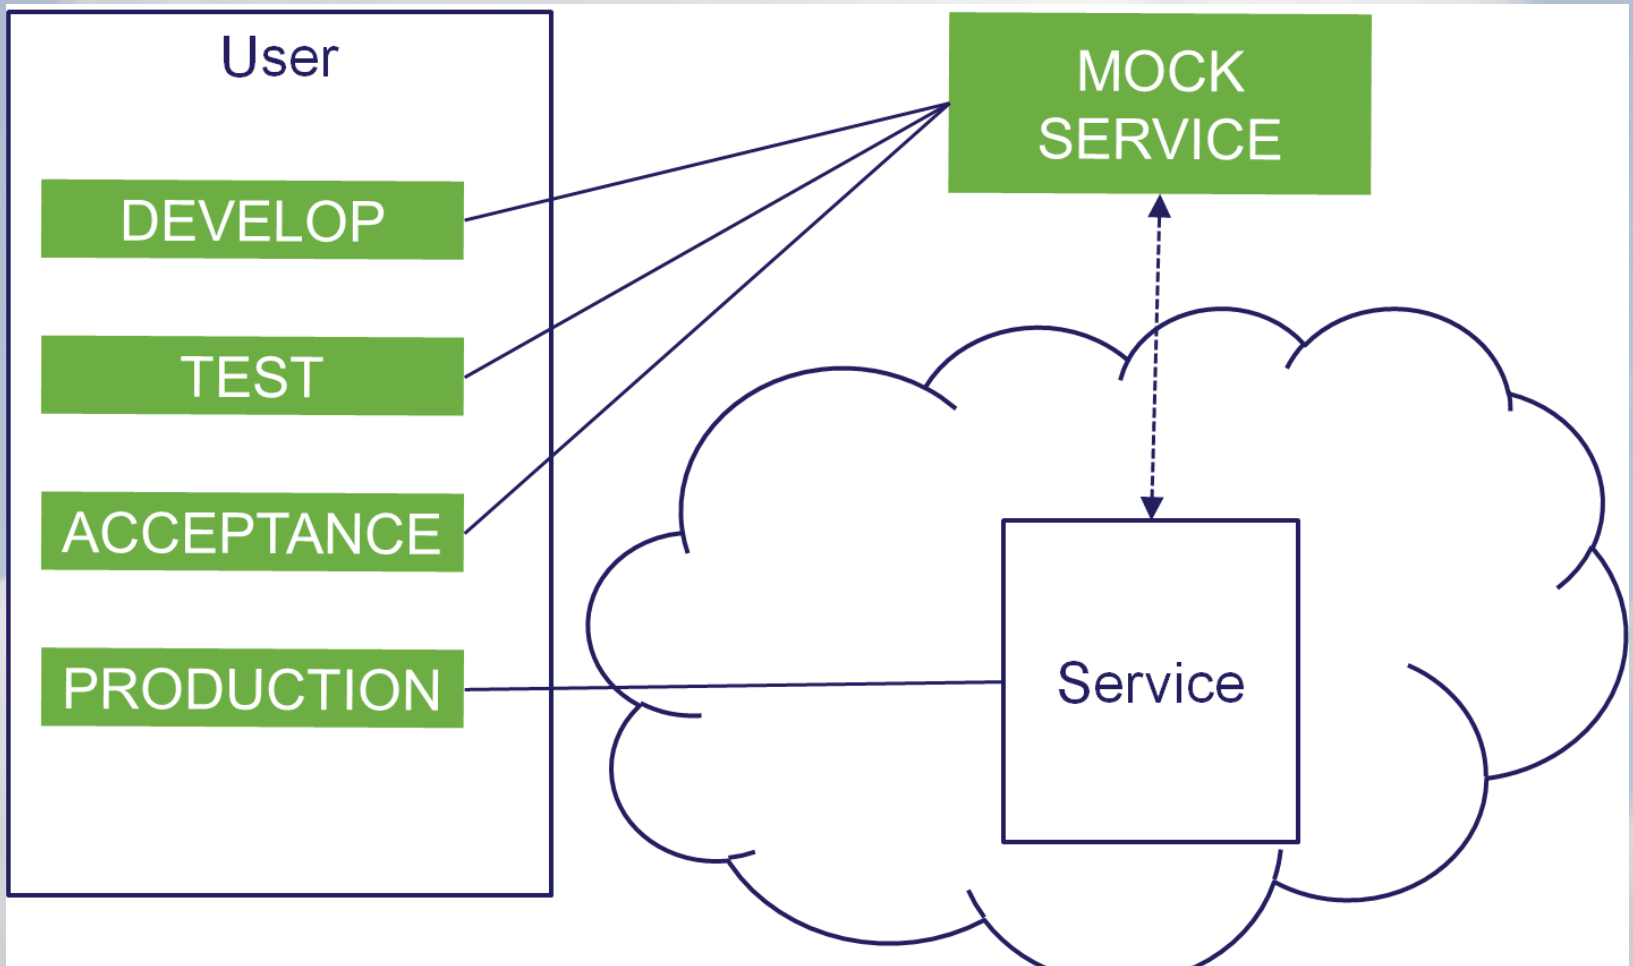 User
DEVELOP
TEST
ACCEPTANCE
PRODUCTION
MOCK
SERVICE
Service